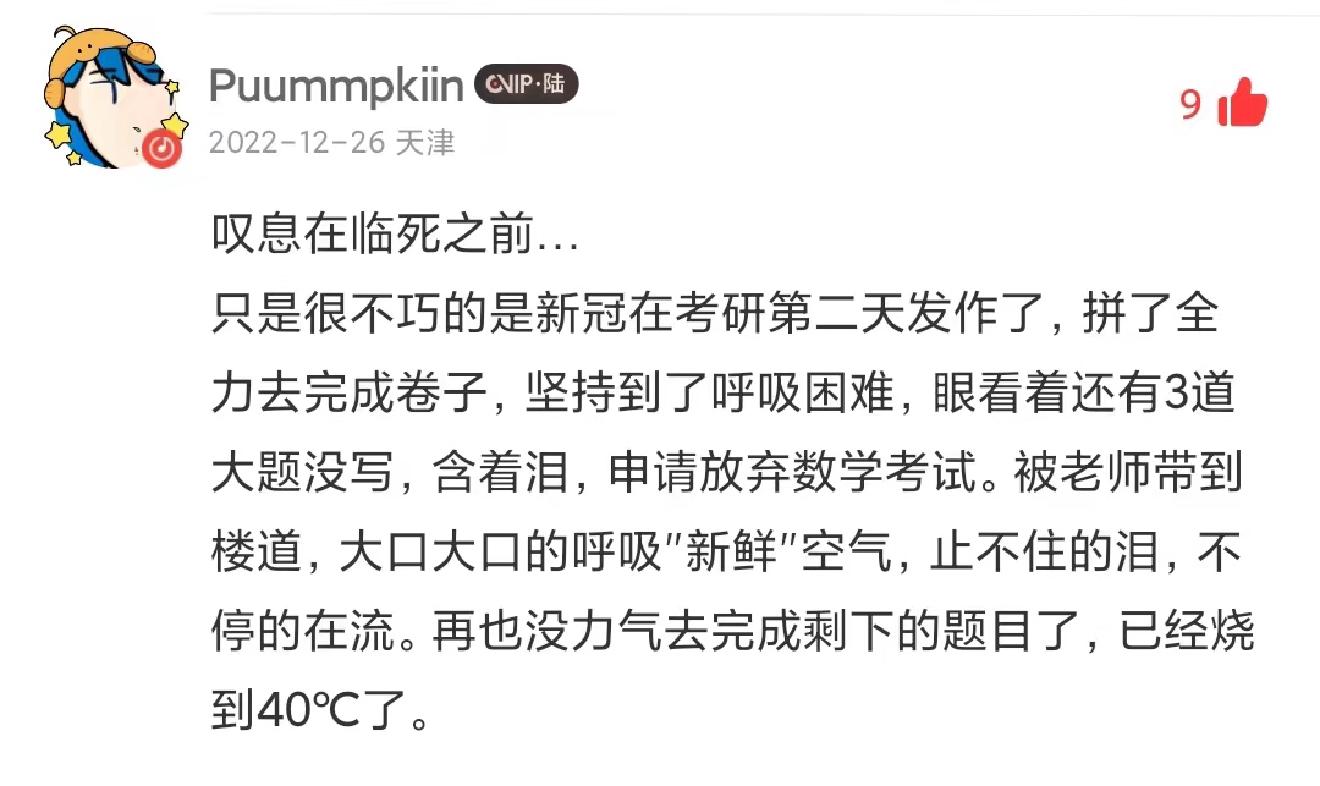 Puummpkiin VIP·陆
2022-12-26 天津
9
叹息在临死之前...
只是很不巧的是新冠在考研第二天发作了, 拼了全
力去完成卷子, 坚持到了呼吸困难, 眼看着还有3道
大题没写, 含着泪, 申请放弃数学考试。被老师带到
楼道, 大口大口的呼吸"新鲜"空气, 止不住的泪, 不
停的在流。再也没力气去完成剩下的题目了, 已经烧
到40℃了。